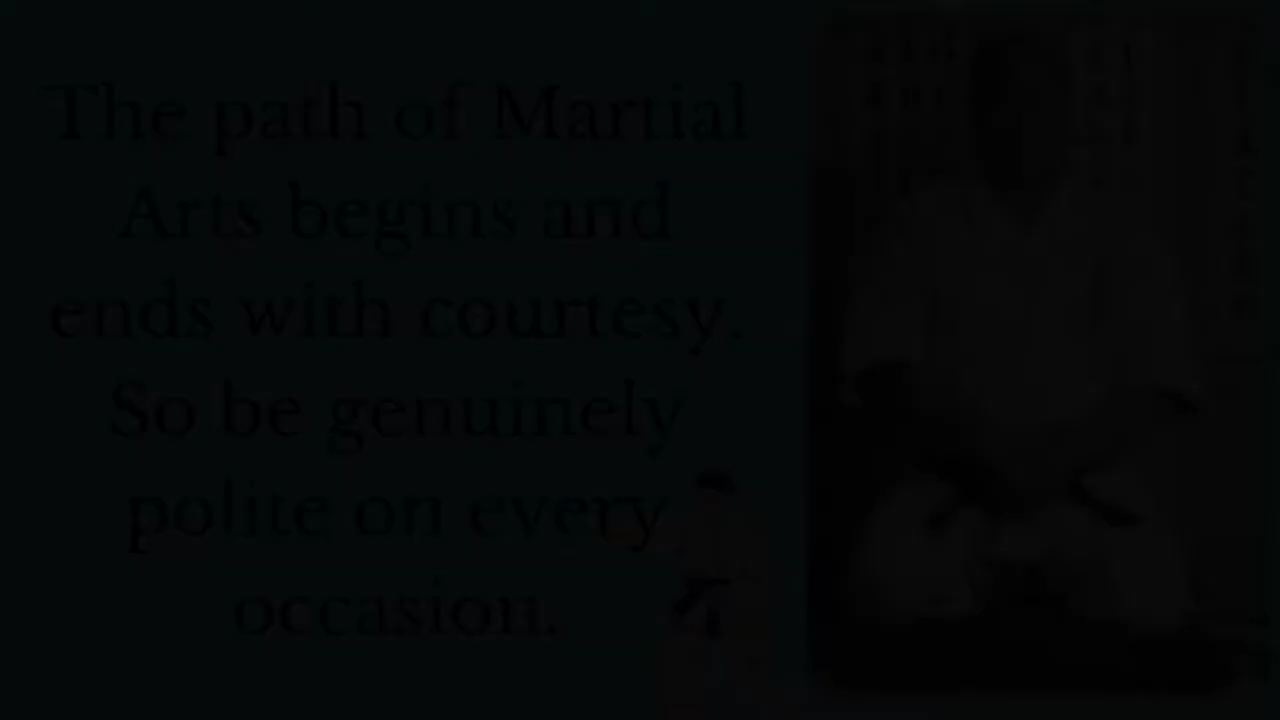 The path of Martial
Arts begins and
ends with courtesy.
So be genuinely
polite on every
occasion.